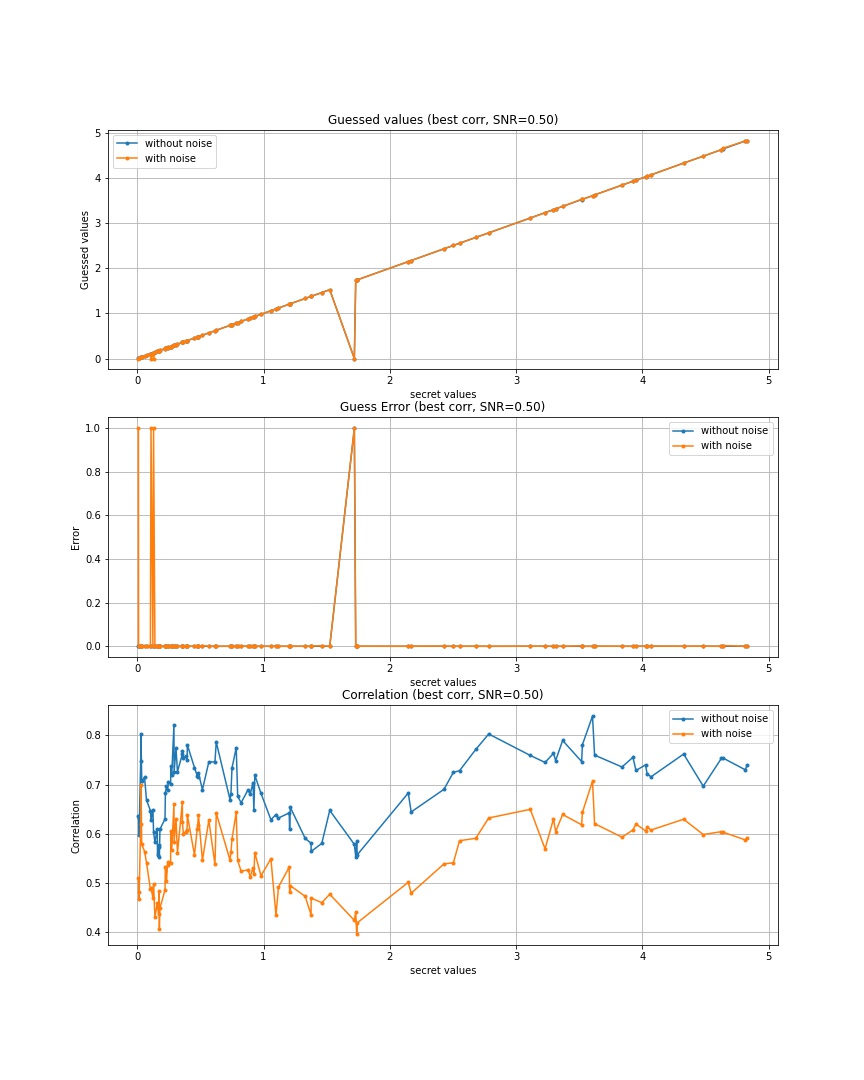 Guessed values (best corr, SNR=0.50)
without noise
with noise
Guessed values
5
4
3
2
1
0
0 1 2 3 4 5
secret values
Guess Error (best corr, SNR=0.50)
without noise
with noise
Error
1.0
0.8
0.6
0.4
0.2
0.0
0 1 2 3 4 5
secret values
Correlation (best corr, SNR=0.50)
without noise
with noise
Correlation
0.8
0.7
0.6
0.5
0.4
0 1 2 3 4 5
secret values